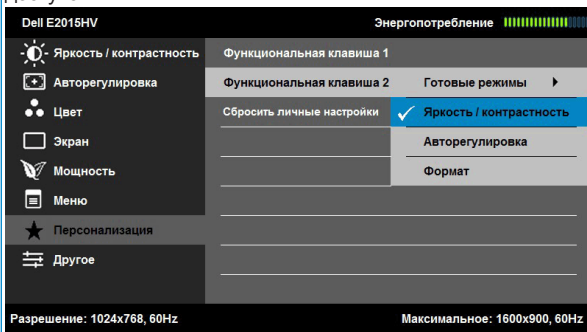 Dell E2015HV
Энергопотребление
Яркость / контрастность
Функциональная клавиша 1
Авторегулировка
Функциональная клавиша 2
Готовые режимы
Цвет
Сбросить личные настройки
Яркость / контрастность
Экран
Авторегулировка
Мощность
Формат
Меню
Персонализация
Другое
Разрешение: 1024x768, 60Hz
Максимальное: 1600x900, 60Hz